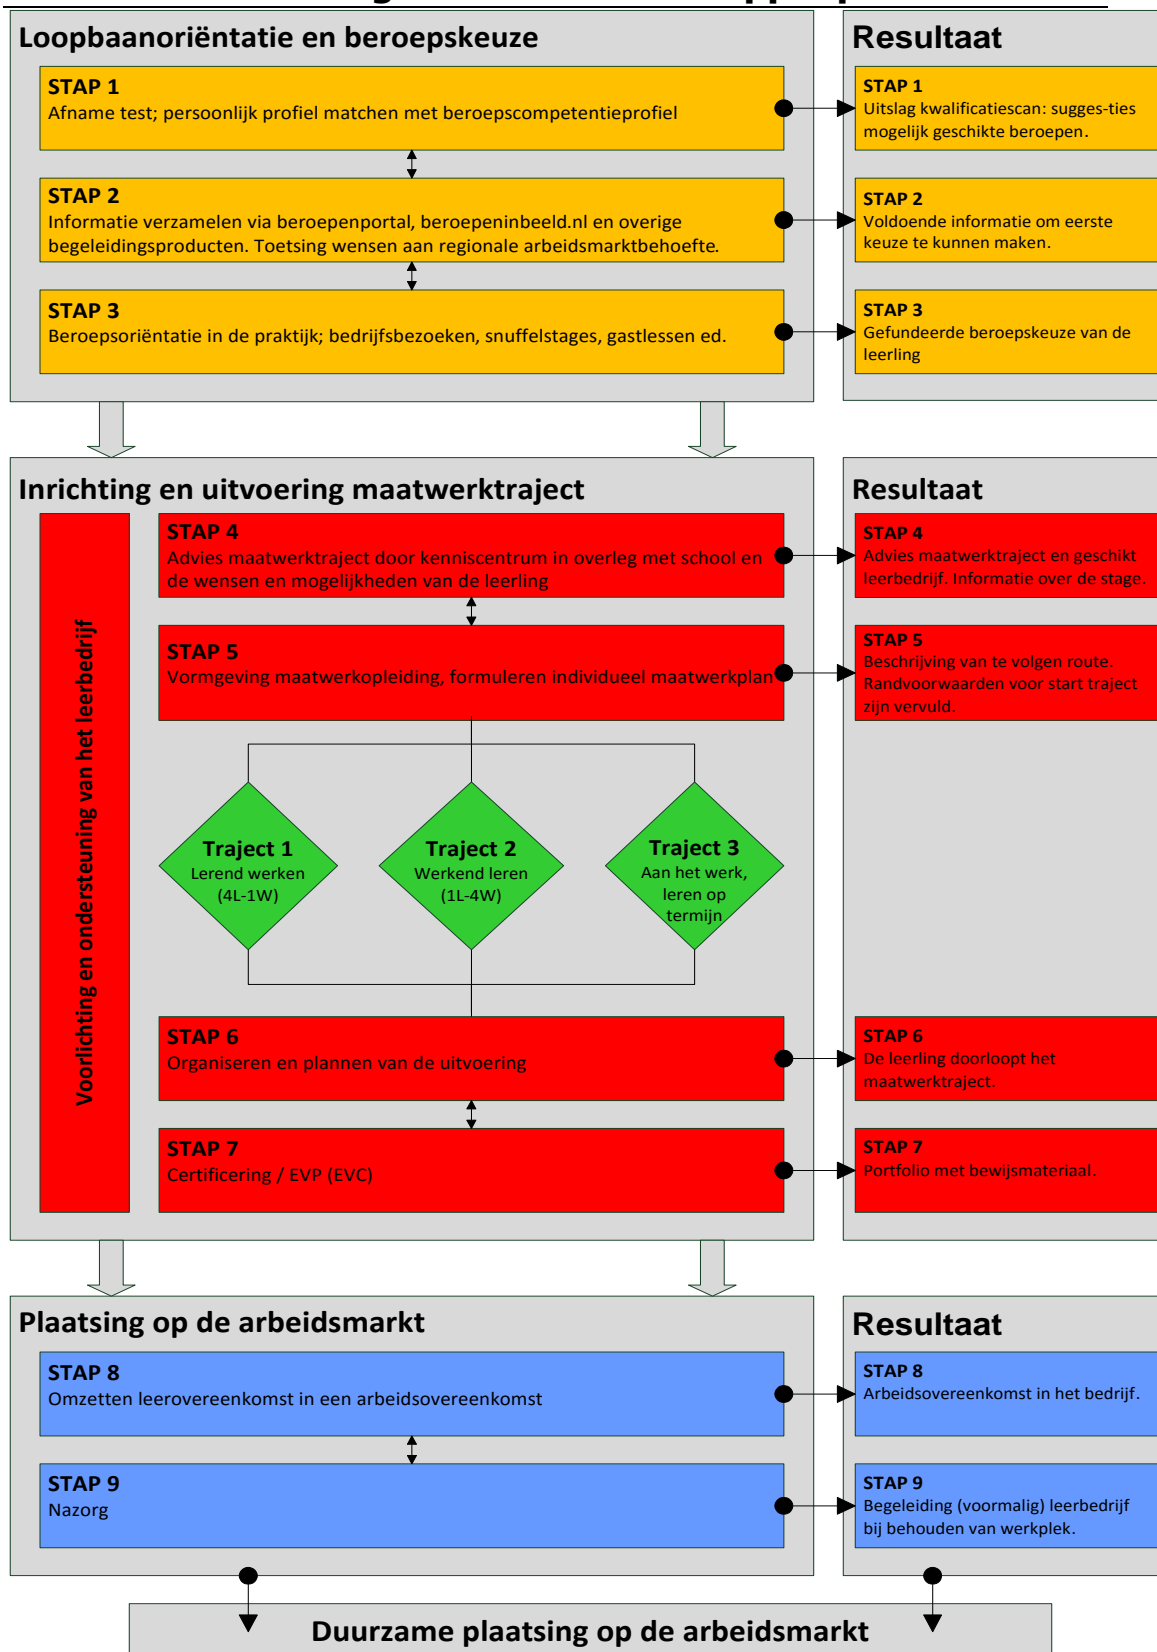 Loopbaanoriëntatie en beroepskeuze
STAP 1
Afname test; persoonlijk profiel matchen met beroepscompetentieprofiel
STAP 2
Informatie verzamelen via beroepenportal, beroepeninbeeld.nl en overige
begeleidingsproducten. Toetsing wensen aan regionale arbeidsmarktbehoefte.
STAP 3
Beroepsoriëntatie in de praktijk; bedrijfsbezoeken, snuffelstages, gastlessen ed.
Resultaat
STAP 1
Uitslag kwalificatiescan: sugges-ties
mogelijk geschikte beroepen.
STAP 2
Voldoende informatie om eerste
keuze te kunnen maken.
STAP 3
Gefundeerde beroepskeuze van de
leerling
Inrichting en uitvoering maatwerktraject
Voorlichting en ondersteuning van het leerbedrijf
STAP 4
Advies maatwerktraject door kenniscentrum in overleg met school en
de wensen en mogelijkheden van de leerling
STAP 5
Vormgeving maatwerkopleiding, formuleren individueel maatwerkplan
Traject 1
Lerend werken
(4L-1W)
Traject 2
Werkend leren
(1L-4W)
Traject 3
Aan het werk,
leren op
termijn
STAP 6
Organiseren en plannen van de uitvoering
STAP 7
Certificering / EVP (EVC)
Resultaat
STAP 4
Advies maatwerktraject en geschikt
leerbedrijf. Informatie over de stage.
STAP 5
Beschrijving van te volgen route.
Randvoorwaarden voor start traject
zijn vervuld.
STAP 6
De leerling doorloopt het
maatwerktraject.
STAP 7
Portfolio met bewijsmateriaal.
Plaatsing op de arbeidsmarkt
STAP 8
Omzetten leerovereenkomst in een arbeidsovereenkomst
STAP 9
Nazorg
Resultaat
STAP 8
Arbeidsovereenkomst in het bedrijf.
STAP 9
Begeleiding (voormalig) leerbedrijf
bij behouden van werkplek.
Duurzame plaatsing op de arbeidsmarkt